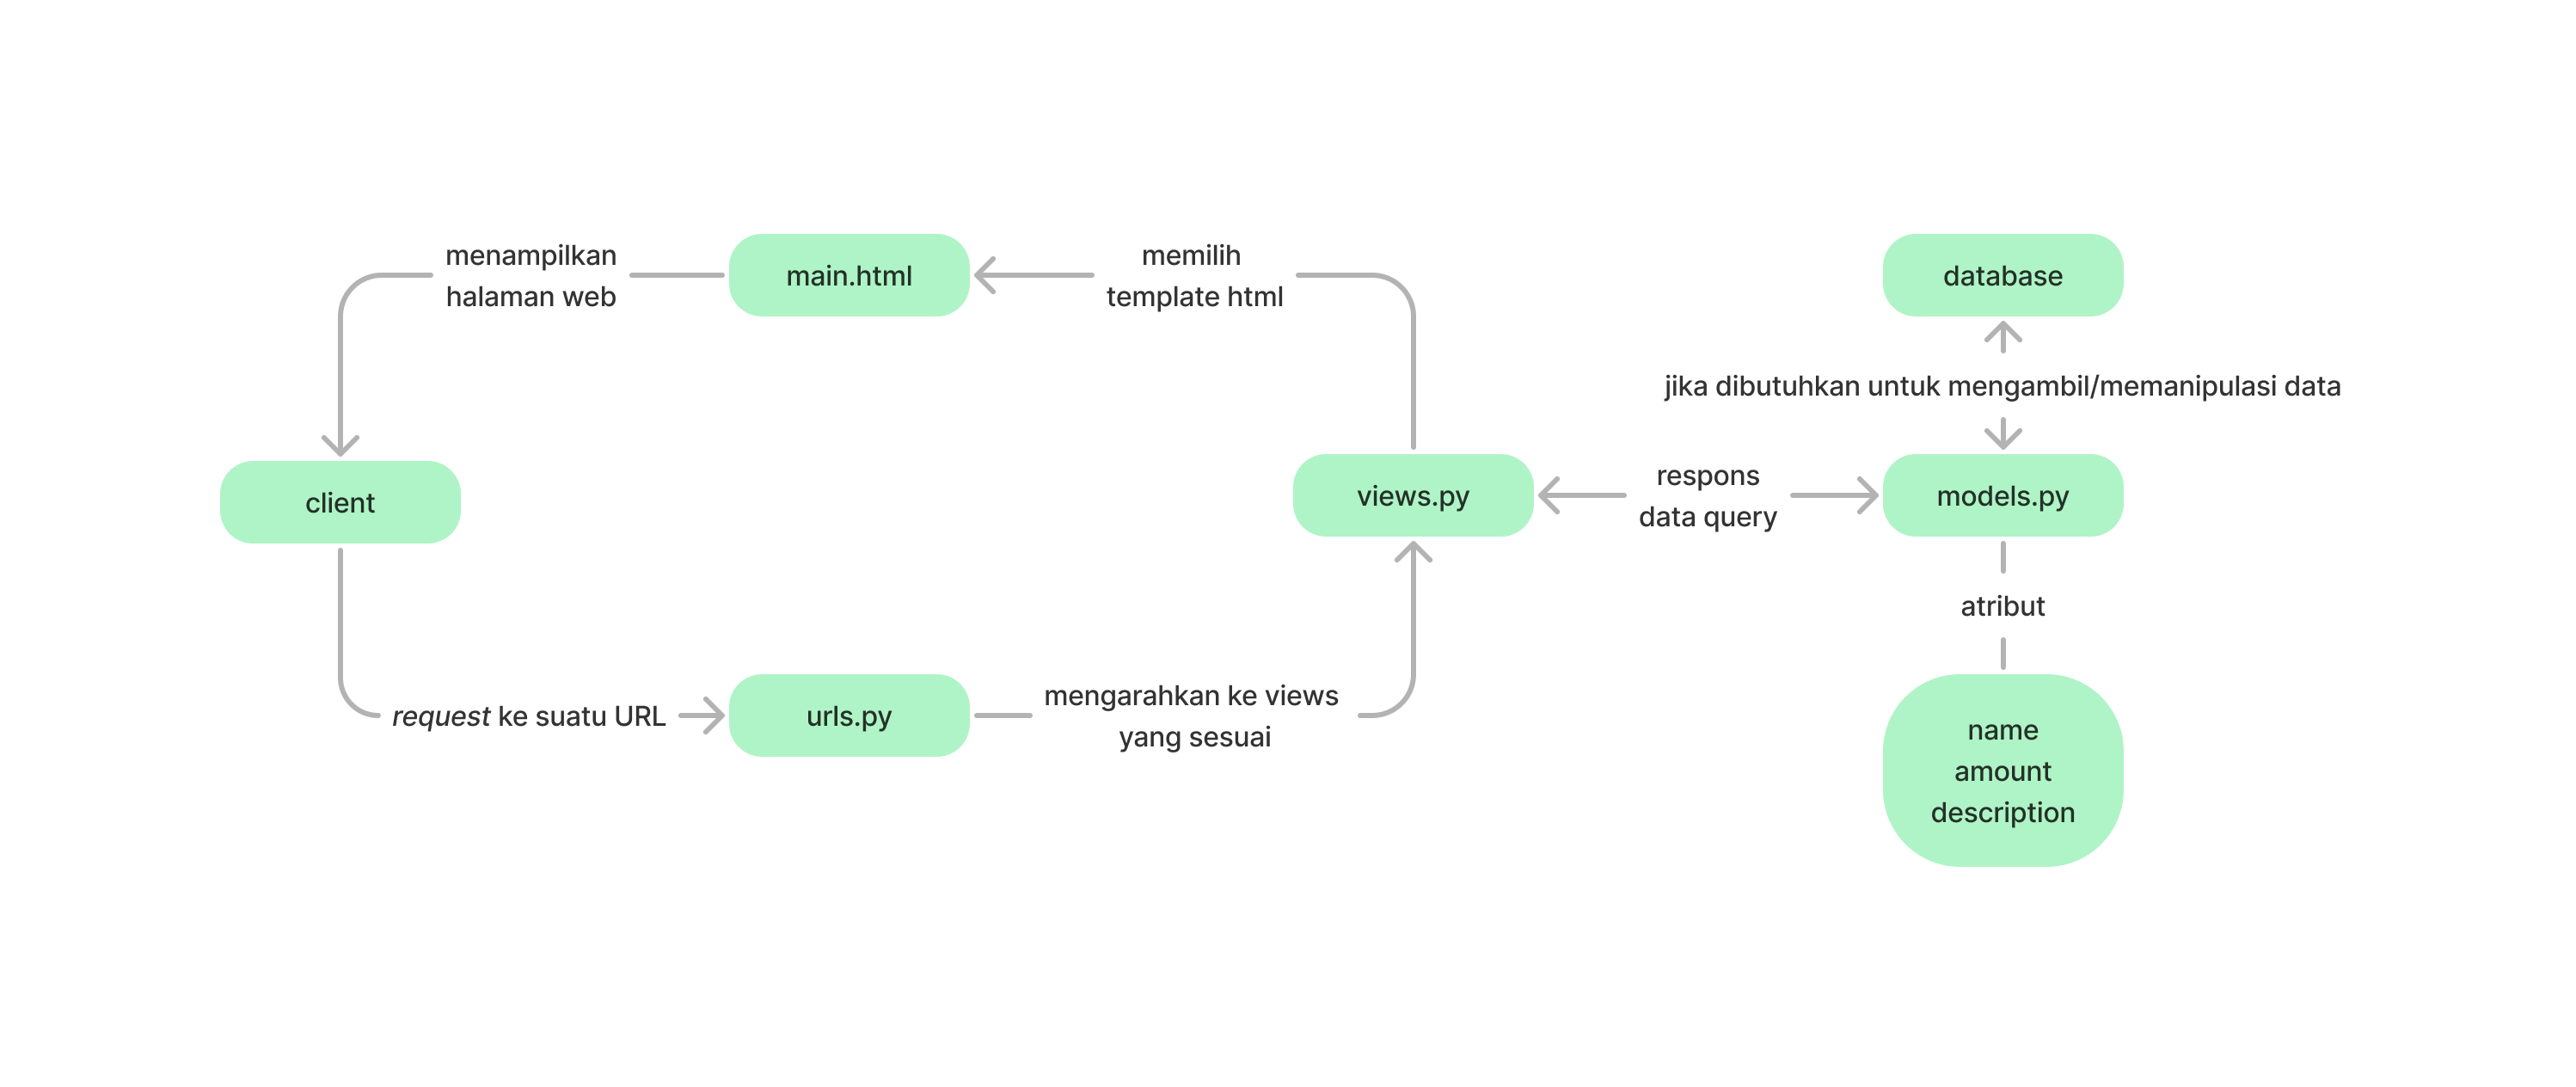 menampilkan
halaman web
main.html
memilih
template html
database
jika dibutuhkan untuk mengambil/memanipulasi data
client
views.py
respons
data query
models.py
atribut
request ke suatu URL
urls.py
mengarahkan ke views
yang sesuai
name
amount
description